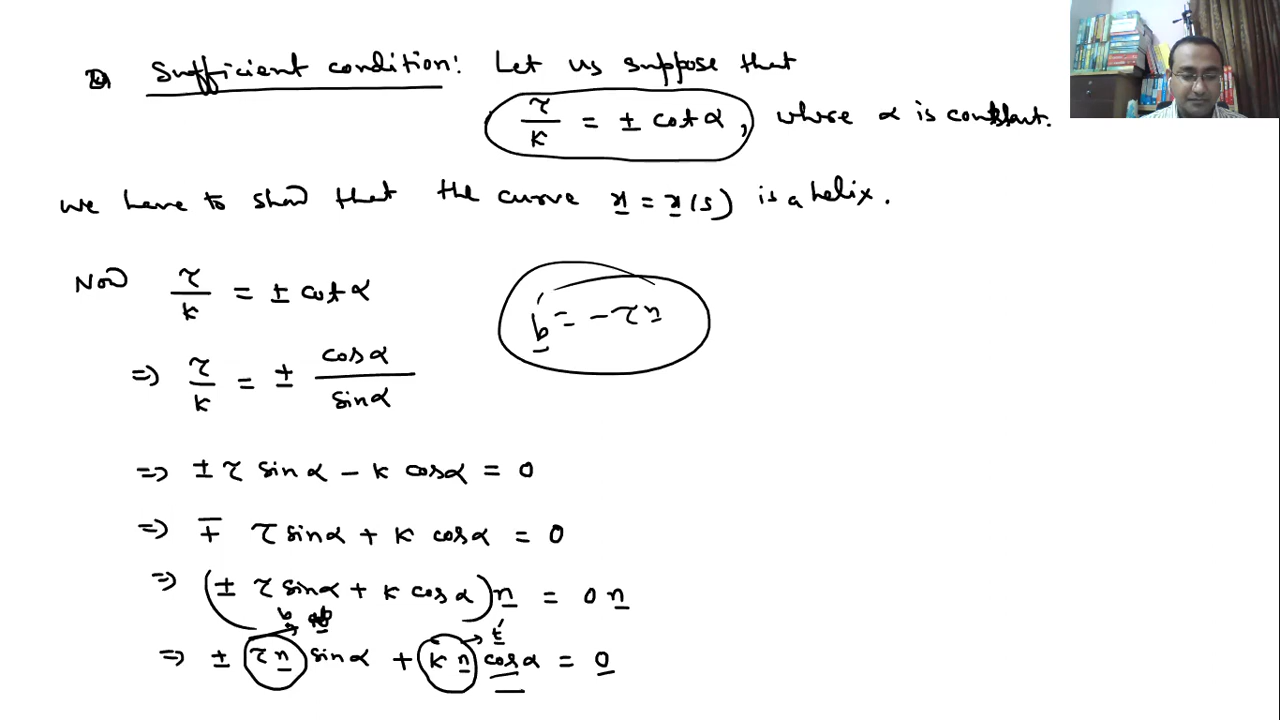 Sufficient condition: Let us suppose that
τ/κ = ± cot α, where α is constant.
We have to show that the curve r = r(s) is a helix.
Now τ/κ = ± cot α
b' = - τ n
=> τ/κ = ± cos α / sin α
=> ± τ sin α - κ cos α = 0
=> ∓ τ sin α + κ cos α = 0
=> (± τ sin α + κ cos α) n = 0 n
t'
=> ± τ n sin α + κ n cos α = 0